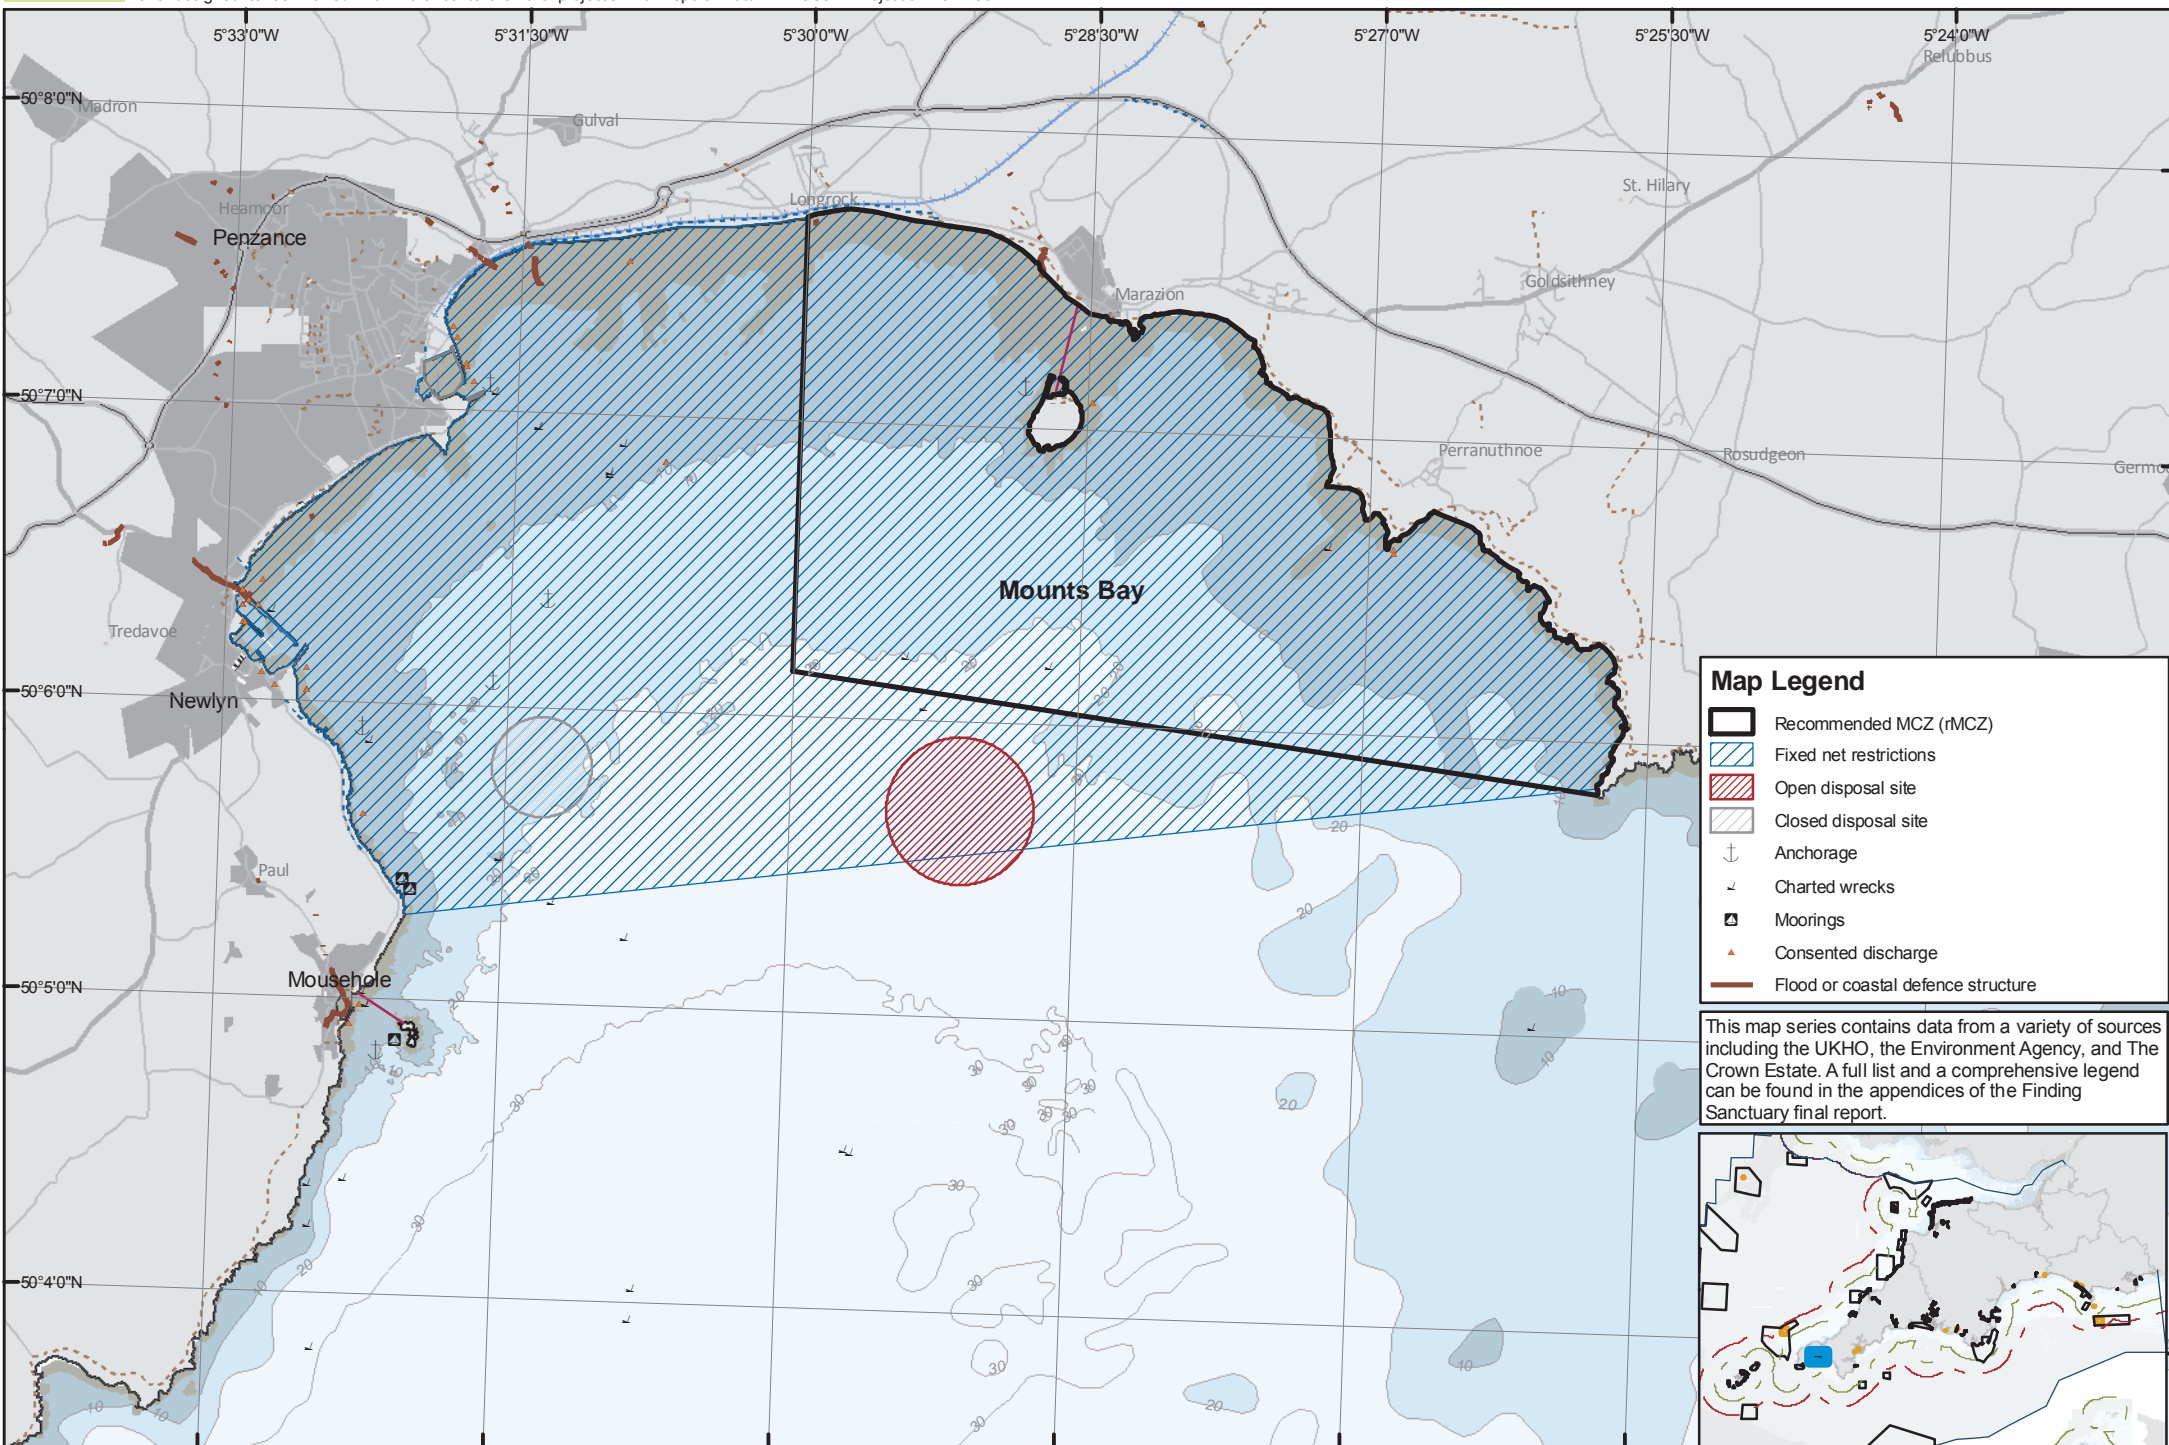 5°33'0"W
5°31'30"W
5°30'0"W
5°28'30"W
5°27'0"W
5°25'30"W
5°24'0"W
Relubbus
50°8'0"N
Madron
Gulval
St. Hilary
Longrock
Heamoor
Penzance
Goldsithney
Marazion
50°7'0"N
Perranuthnoe
Rosudgeon
Germo
Mounts Bay
Tredavoe
50°6'0"N
Newlyn
Paul
50°5'0"N
Mousehole
50°4'0"N
10
20
30
Map Legend
Recommended MCZ (rMCZ)
Fixed net restrictions
Open disposal site
Closed disposal site
Anchorage
Charted wrecks
Moorings
Consented discharge
Flood or coastal defence structure
This map series contains data from a variety of sources
including the UKHO, the Environment Agency, and The
Crown Estate. A full list and a comprehensive legend
can be found in the appendices of the Finding
Sanctuary final report.